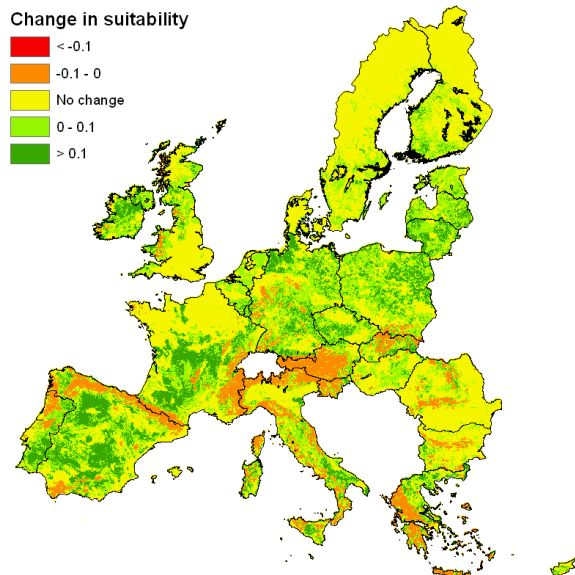 Change in suitability
< -0.1
-0.1 - 0
No change
0 - 0.1
> 0.1